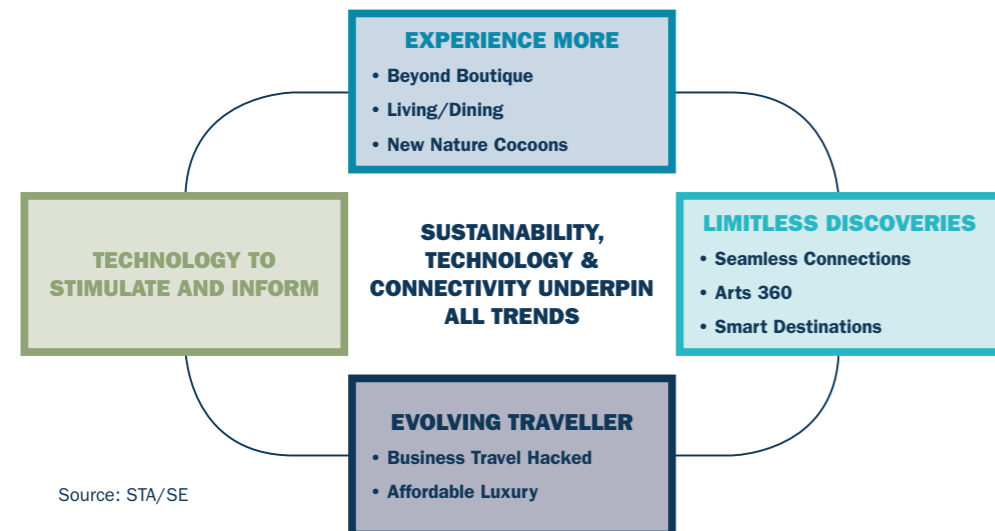 EXPERIENCE MORE
• Beyond Boutique
• Living/Dining
• New Nature Cocoons
TECHNOLOGY TO
STIMULATE AND INFORM
SUSTAINABILITY,
TECHNOLOGY &
CONNECTIVITY UNDERPIN
ALL TRENDS
LIMITLESS DISCOVERIES
• Seamless Connections
• Arts 360
• Smart Destinations
EVOLVING TRAVELLER
• Business Travel Hacked
• Affordable Luxury
Source: STA/SE